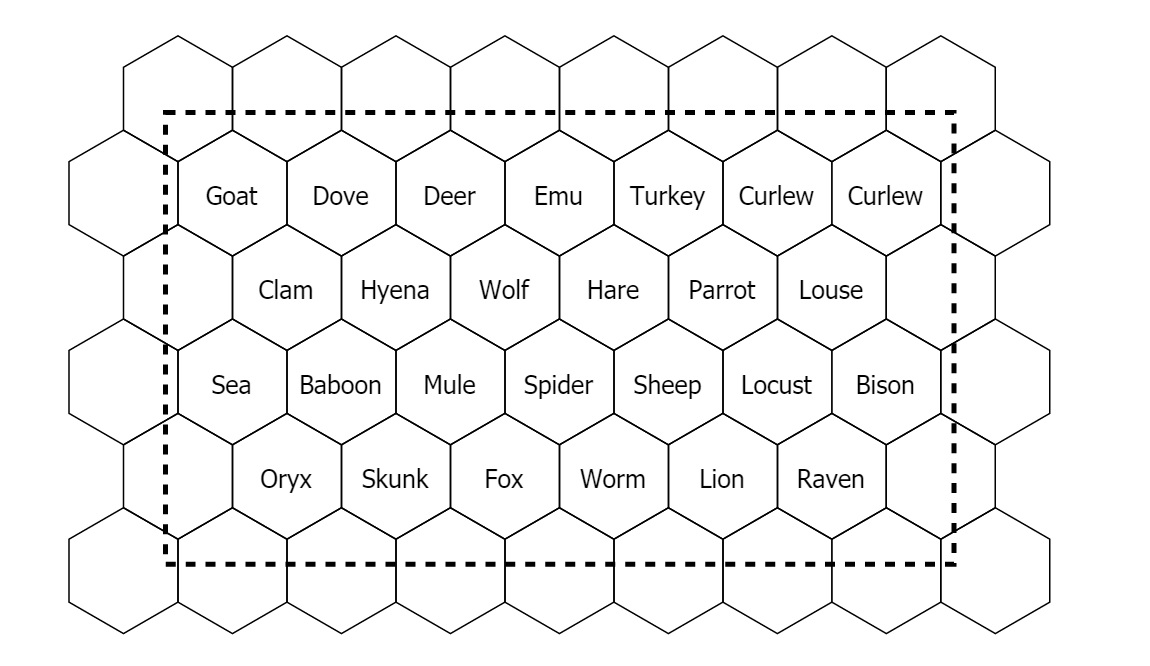 Goat Dove Deer Emu Turkey Curlew Curlew
Clam Hyena Wolf Hare Parrot Louse
Sea Baboon Mule Spider Sheep Locust Bison
Oryx Skunk Fox Worm Lion Raven